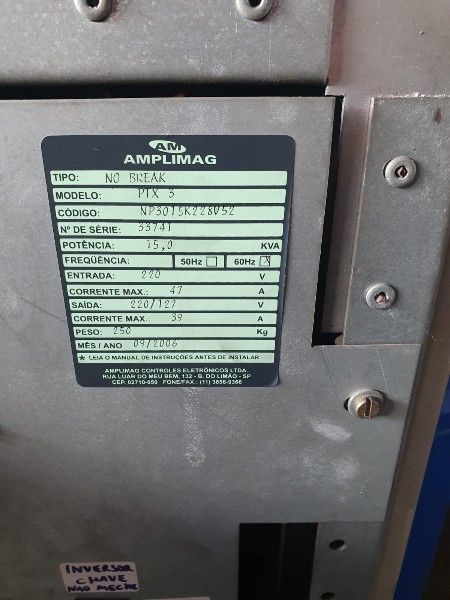 AM
AMPLIMAG
TIPO: NO BREAK
MODELO: PTX 3
CÓDIGO: NP3015K228V52
Nº DE SÉRIE: 33741
POTÊNCIA: 15,0 KVA
FREQÜÊNCIA: 50Hz 60Hz X
ENTRADA: 220 V
CORRENTE MAX.: 47 A
SAÍDA: 220/127 V
CORRENTE MAX.: 39 A
PESO: 250 Kg
MÊS / ANO 09/2006
★ LEIA O MANUAL DE INSTRUÇÕES ANTES DE INSTALAR
AMPLIMAG CONTROLES ELETRÔNICOS LTDA.
RUA LUAR DO MEU BEM, 132 - B. DO LIMÃO - SP
CEP. 02710-050 FONE/FAX.: (11) 3856-9366
INVERSOR
CHAVE
NÃO MECHE